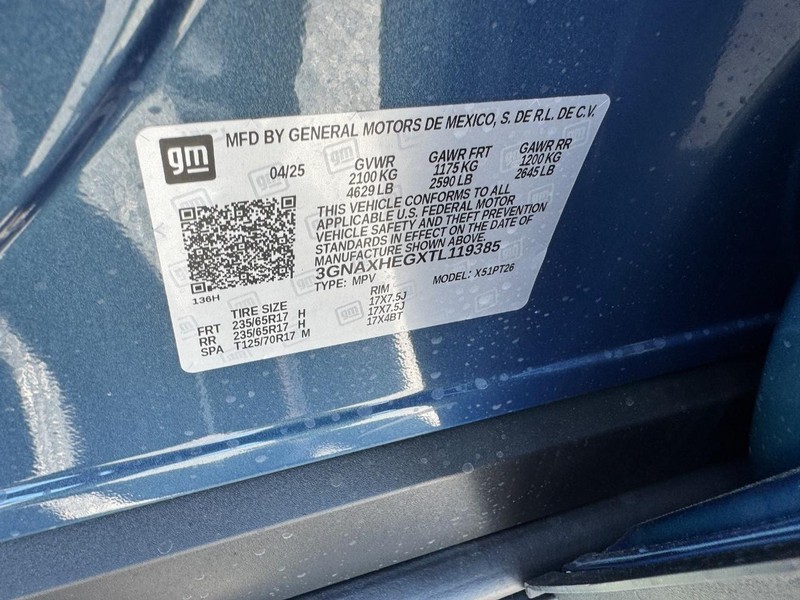 gm
MFD BY GENERAL MOTORS DE MEXICO, S. DE R.L. DE C.V.
04/25
GVWR
2100 KG
4629 LB
GAWR FRT
1175 KG
2590 LB
GAWR RR
1200 KG
2645 LB
THIS VEHICLE CONFORMS TO ALL
APPLICABLE U.S. FEDERAL MOTOR
VEHICLE SAFETY AND THEFT PREVENTION
STANDARDS IN EFFECT ON THE DATE OF
MANUFACTURE SHOWN ABOVE.
3GNAXHEGXTL119385
TYPE: MPV
MODEL: X51PT26
136H
TIRE SIZE RIM
FRT 235/65R17 H 17X7.5J
RR 235/65R17 H 17X7.5J
SPA T125/70R17 M 17X4BT